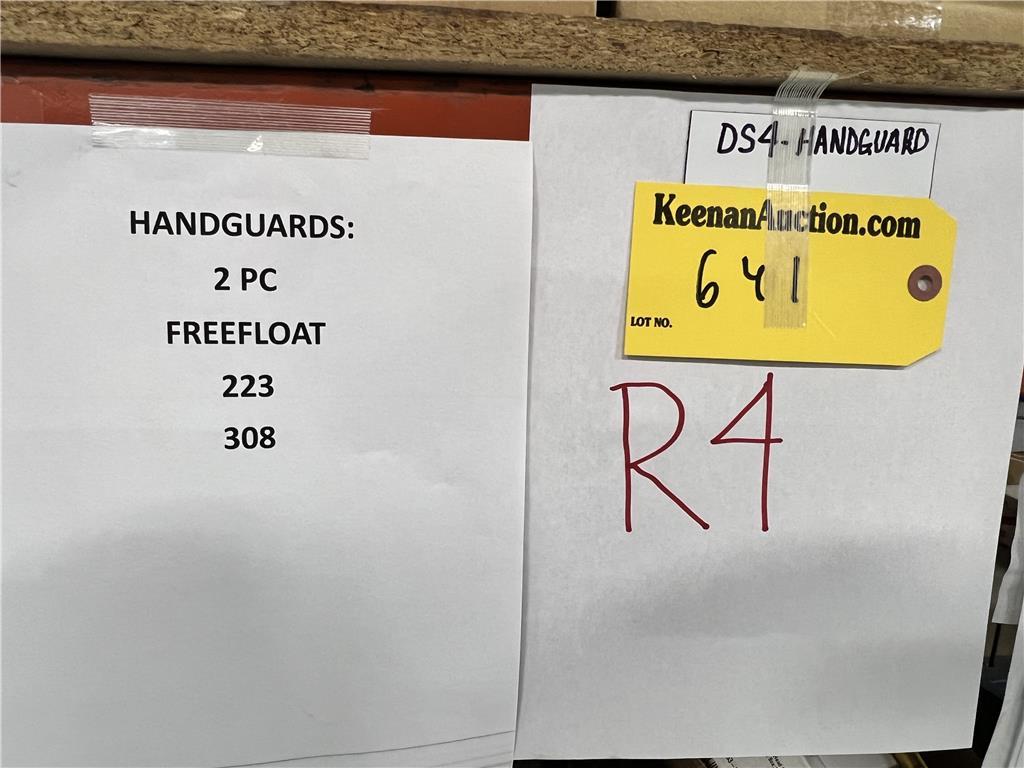 HANDGUARDS:
2 PC
FREEFLOAT
223
308
DS4-HANDGUARD
KeenanAuction.com
641
LOT NO.
R4